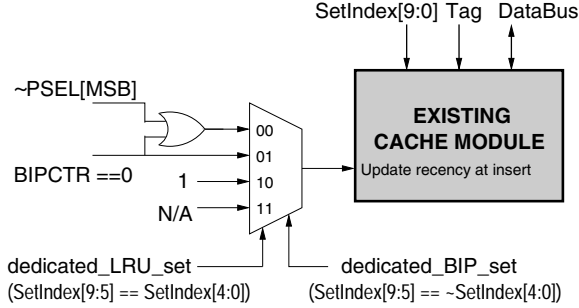 SetIndex[9:0] Tag DataBus
~PSEL[MSB]
EXISTING
CACHE MODULE
Update recency at insert
00
01
10
11
BIPCTR ==0
1
N/A
dedicated_LRU_set
(SetIndex[9:5] == SetIndex[4:0])
dedicated_BIP_set
(SetIndex[9:5] == ~SetIndex[4:0])